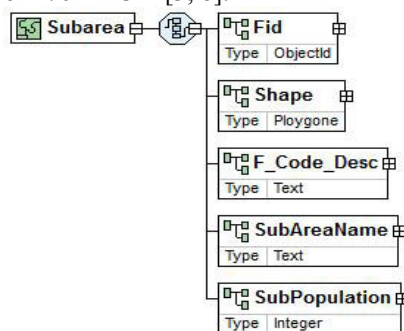 Subarea
Fid
Type ObjectId
Shape
Type Ploygone
F_Code_Desc
Type Text
SubAreaName
Type Text
SubPopulation
Type Integer